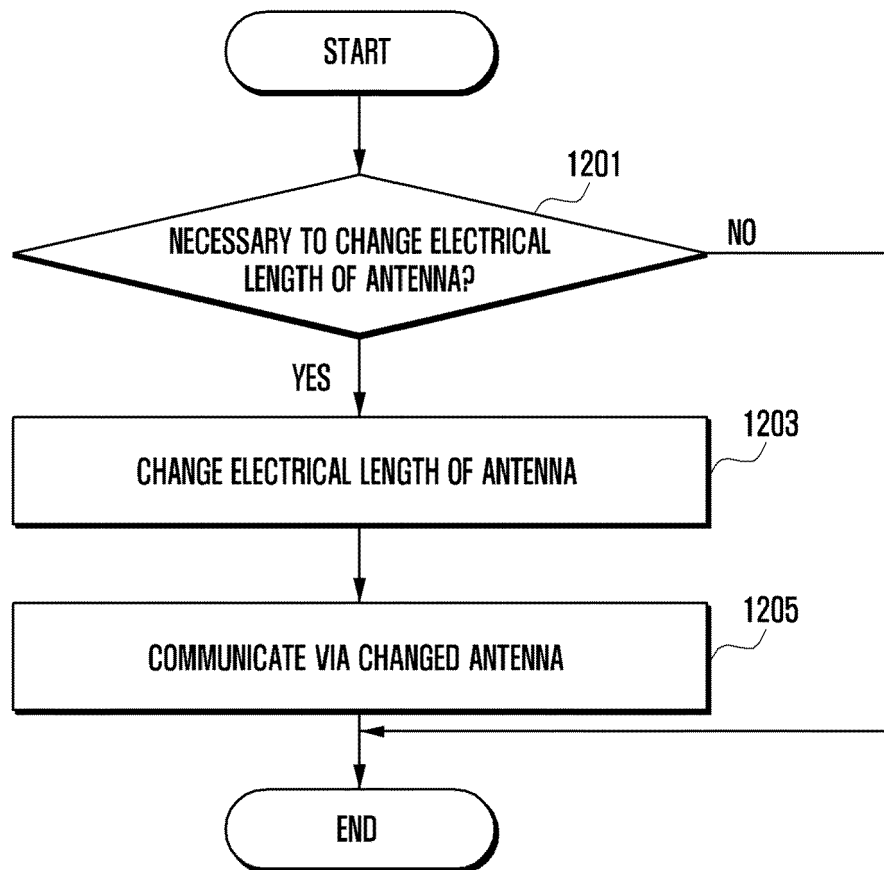 START
1201
NECESSARY TO CHANGE ELECTRICAL
LENGTH OF ANTENNA?
NO
YES
1203
CHANGE ELECTRICAL LENGTH OF ANTENNA
1205
COMMUNICATE VIA CHANGED ANTENNA
END